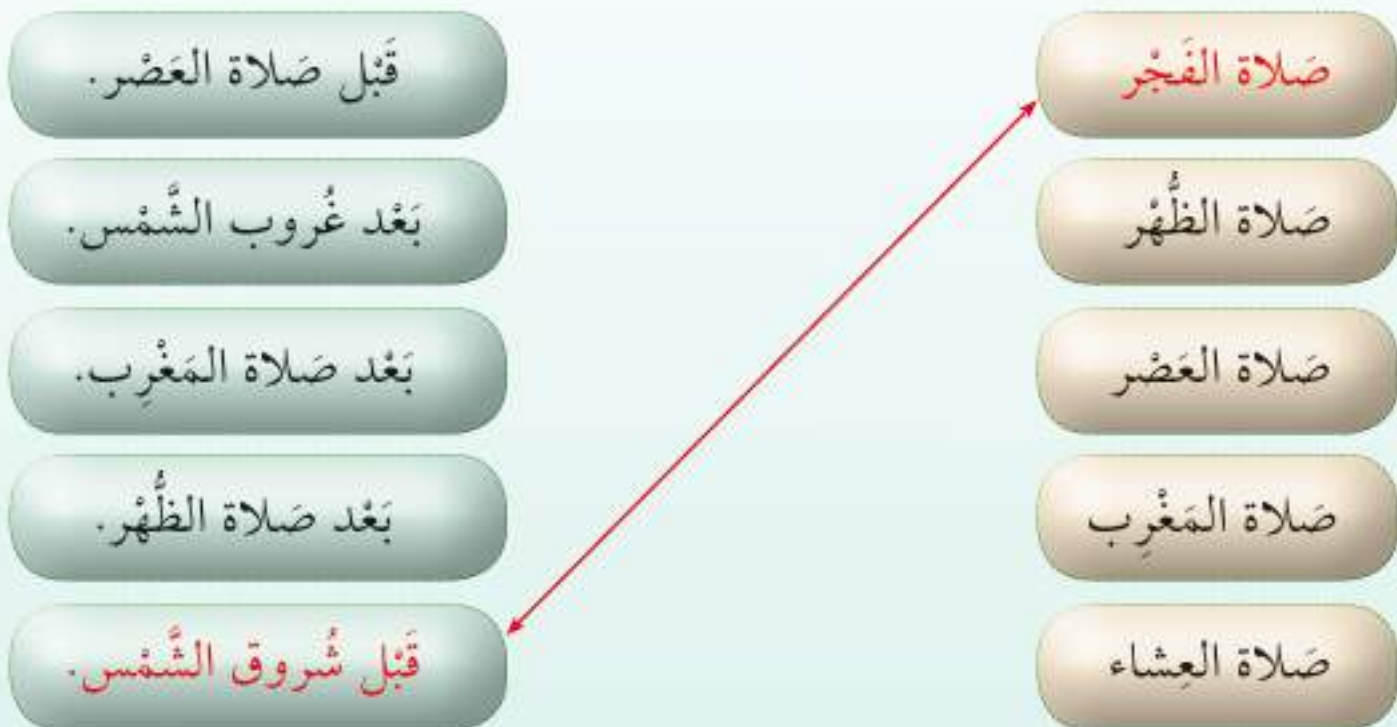 صَلاة الفَجْر
قَبْل صَلاة العَصْر.
صَلاة الظُّهْر
بَعْد غُروب الشَّمْس.
صَلاة العَصْر
بَعْد صَلاة المَغْرِب.
صَلاة المَغْرِب
بَعْد صَلاة الظُّهْر.
صَلاة العِشاء
قَبْل شُروق الشَّمْس.